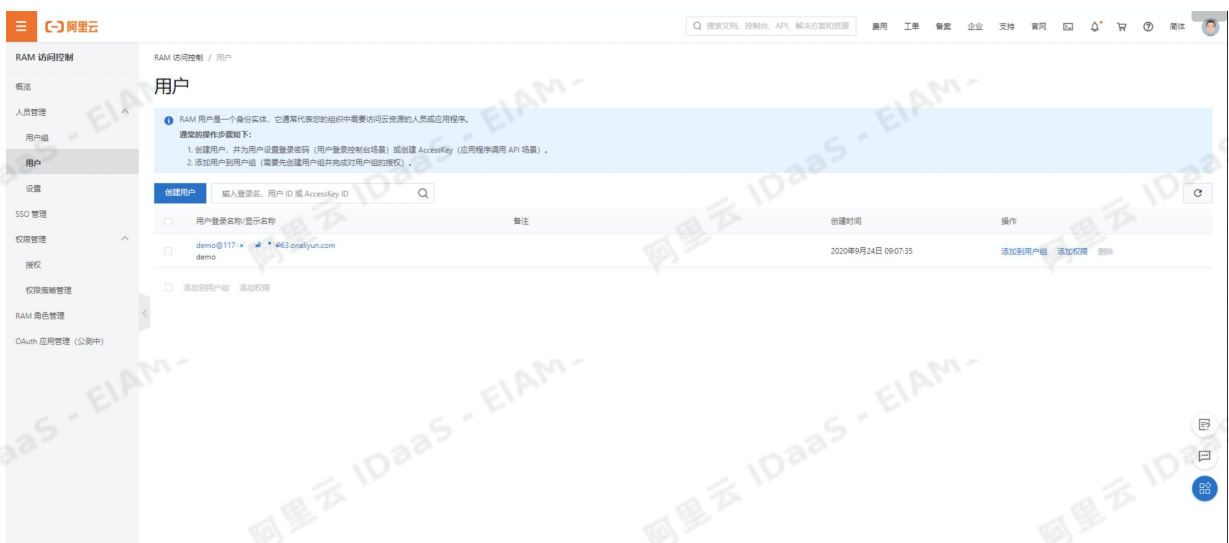 阿里云
搜索文档、控制台、API、解决方案和资源
费用 工单 备案 企业 支持 官网 简体
RAM 访问控制
RAM 访问控制 / 用户
概览
人员管理
用户组
用户
设置
SSO 管理
权限管理
授权
权限策略管理
RAM 角色管理
OAuth 应用管理（公测中）
用户
RAM 用户是一个身份实体，它通常代表您的组织中需要访问云资源的人员或应用程序。
通常的操作步骤如下：
1. 创建用户，并为用户设置登录密码（用户登录控制台场景）或创建 AccessKey（应用程序调用 API 场景）。
2. 添加用户到用户组（需要先创建用户组并完成对用户组的授权）。
创建用户 输入登录名、用户 ID 或 AccessKey ID
用户登录名称/显示名称 备注 创建时间 操作
demo@117 63.onaliyun.com 2020年9月24日 09:07:35 添加到用户组 添加权限 删除
demo
添加到用户组 添加权限
阿里云 IDaaS - EIAM-
阿里云 IDaaS - EIAM-